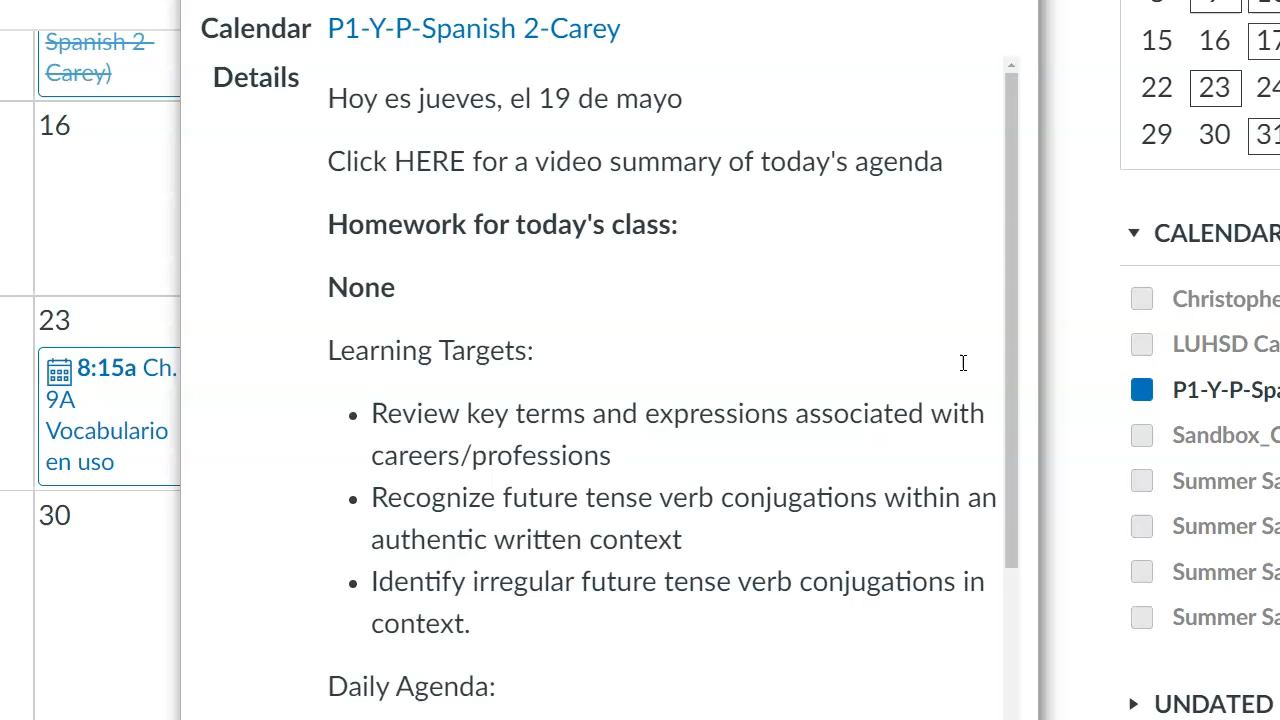 Spanish 2-
Carey)
16
23
8:15a Ch.
9A
Vocabulario
en uso
30
Calendar P1-Y-P-Spanish 2-Carey
Details
Hoy es jueves, el 19 de mayo
Click HERE for a video summary of today's agenda
Homework for today's class:
None
Learning Targets:
• Review key terms and expressions associated with
careers/professions
• Recognize future tense verb conjugations within an
authentic written context
• Identify irregular future tense verb conjugations in
context.
Daily Agenda:
15 16 17
22 23 24
29 30 31
CALENDAR
Christophe
LUHSD Ca
P1-Y-P-Spa
Sandbox_C
Summer Sa
Summer Sa
Summer Sa
Summer Sa
UNDATED